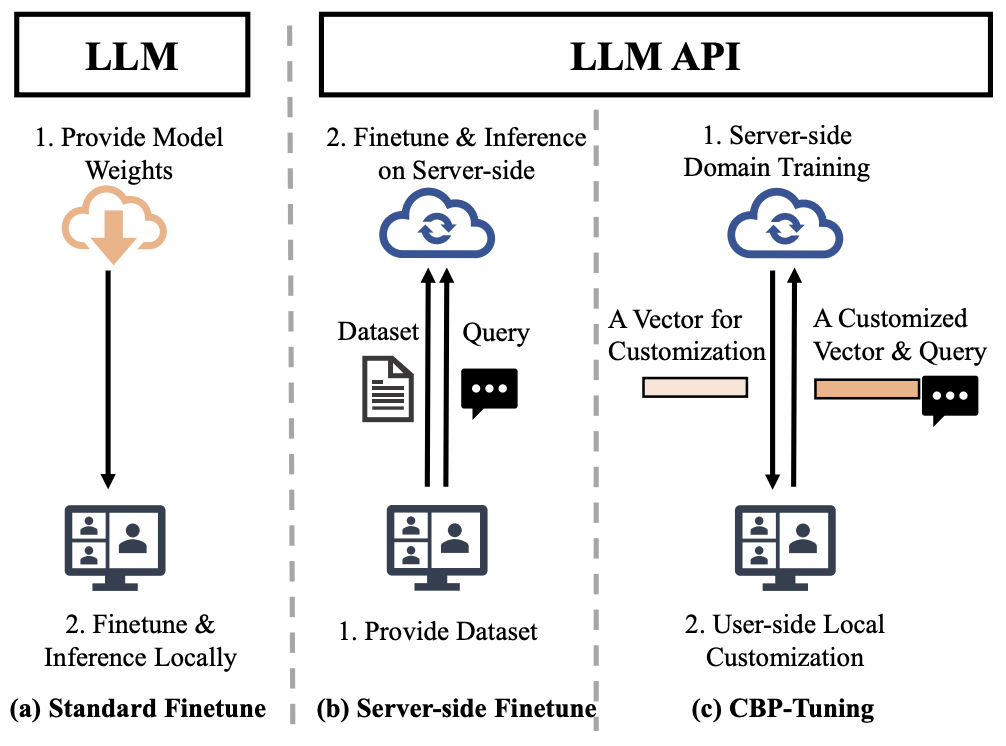 LLM
LLM API
1. Provide Model
Weights
2. Finetune &
Inference Locally
(a) Standard Finetune
2. Finetune & Inference
on Server-side
Dataset
Query
1. Provide Dataset
(b) Server-side Finetune
1. Server-side
Domain Training
A Vector for
Customization
A Customized
Vector & Query
2. User-side Local
Customization
(c) CBP-Tuning